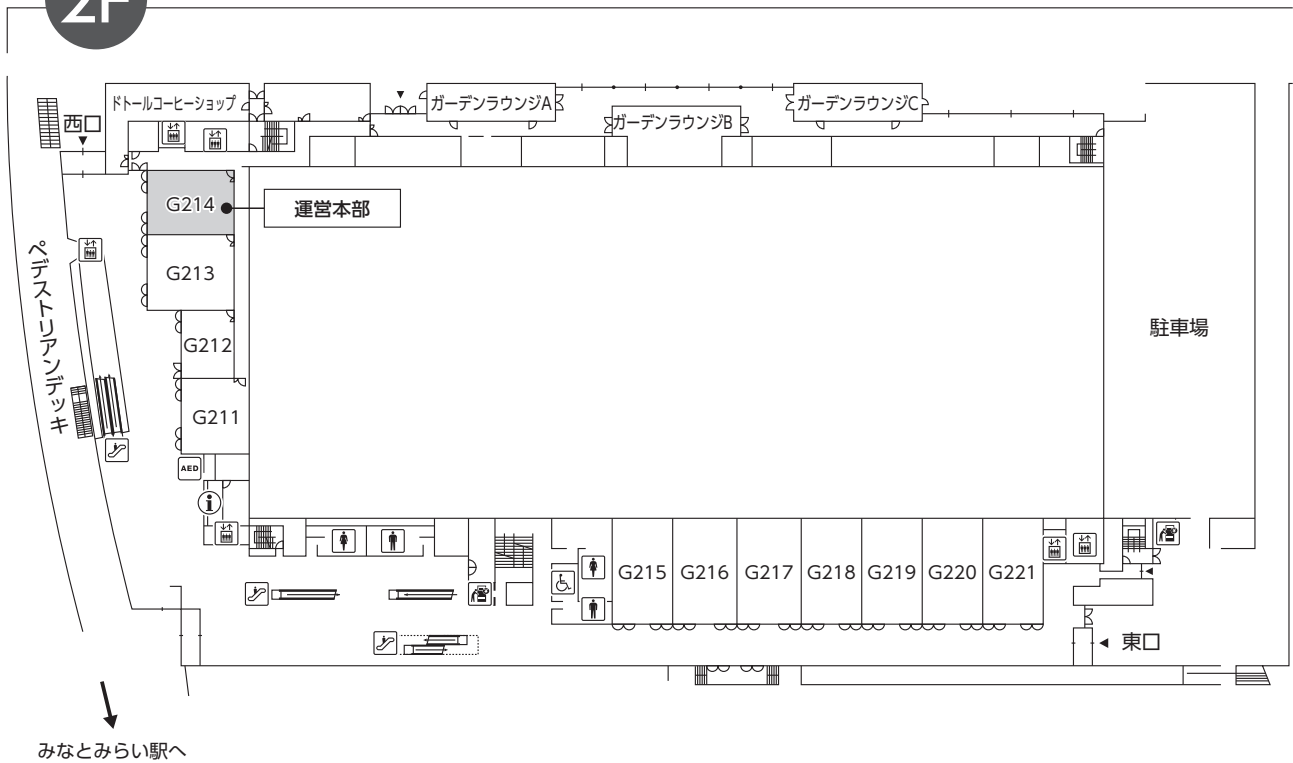 2F
ドトールコーヒーショップ
ガーデンラウンジA
ガーデンラウンジB
ガーデンラウンジC
西口
G214
運営本部
G213
G212
G211
ペデストリアンデッキ
駐車場
AED
i
G215
G216
G217
G218
G219
G220
G221
東口
みなとみらい駅へ